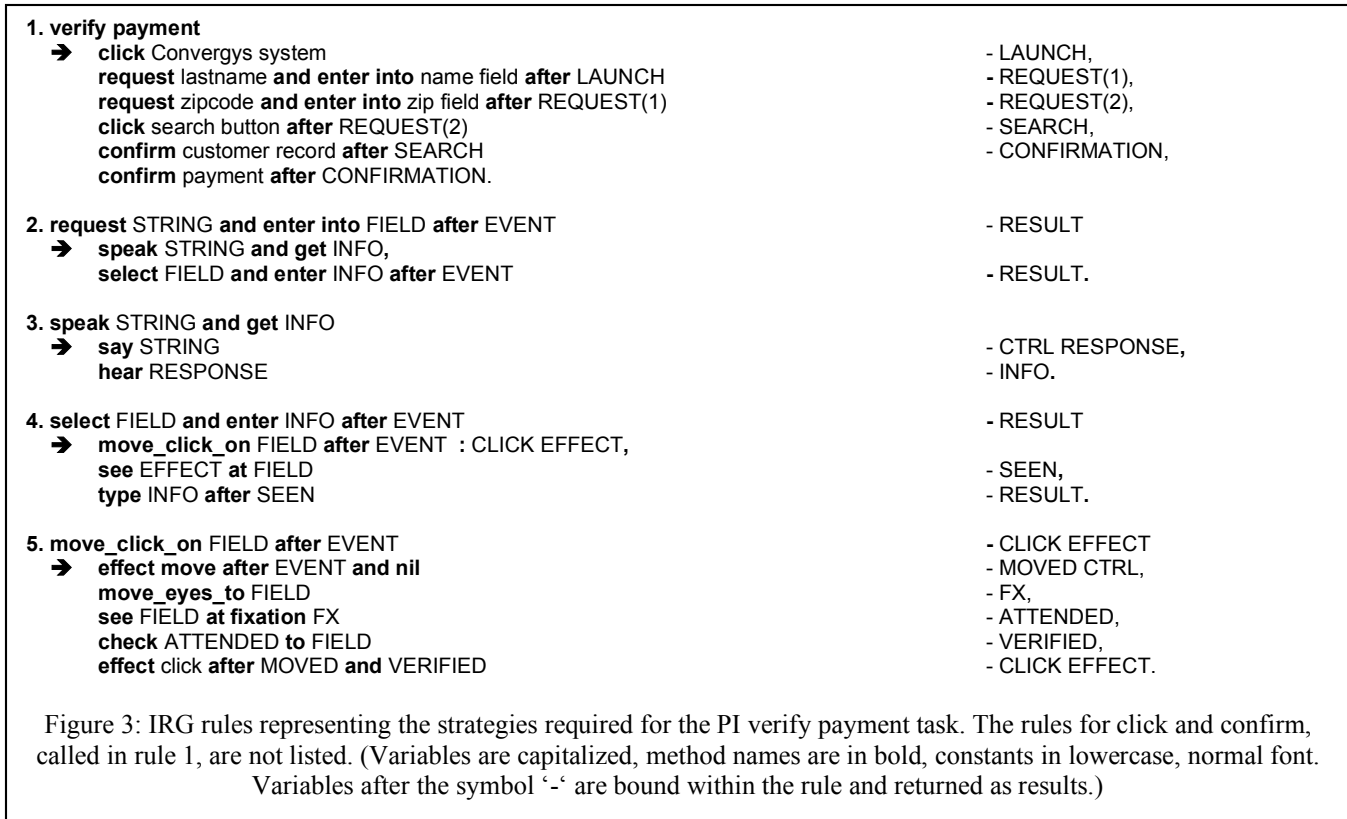 1. verify payment
➔ click Convergys system - LAUNCH,
request lastname and enter into name field after LAUNCH - REQUEST(1),
request zipcode and enter into zip field after REQUEST(1) - REQUEST(2),
click search button after REQUEST(2) - SEARCH,
confirm customer record after SEARCH - CONFIRMATION,
confirm payment after CONFIRMATION.
2. request STRING and enter into FIELD after EVENT - RESULT
➔ speak STRING and get INFO,
select FIELD and enter INFO after EVENT - RESULT.
3. speak STRING and get INFO
➔ say STRING - CTRL RESPONSE,
hear RESPONSE - INFO.
4. select FIELD and enter INFO after EVENT - RESULT
➔ move_click_on FIELD after EVENT : CLICK EFFECT,
see EFFECT at FIELD - SEEN,
type INFO after SEEN - RESULT.
5. move_click_on FIELD after EVENT - CLICK EFFECT
➔ effect move after EVENT and nil - MOVED CTRL,
move_eyes_to FIELD - FX,
see FIELD at fixation FX - ATTENDED,
check ATTENDED to FIELD - VERIFIED,
effect click after MOVED and VERIFIED - CLICK EFFECT.
Figure 3: IRG rules representing the strategies required for the PI verify payment task. The rules for click and confirm,
called in rule 1, are not listed. (Variables are capitalized, method names are in bold, constants in lowercase, normal font.
Variables after the symbol ‘-‘ are bound within the rule and returned as results.)